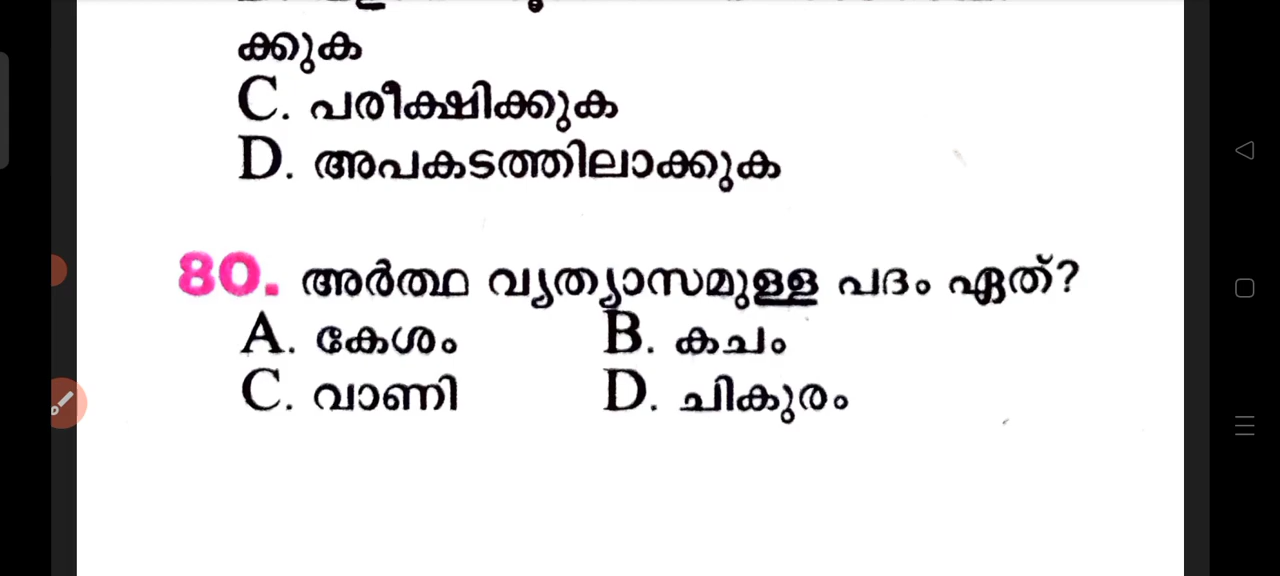 ക്കുക
C. പരീക്ഷിക്കുക
D. അപകടത്തിലാക്കുക
80. അർത്ഥ വ്യത്യാസമുള്ള പദം ഏത്?
A. കേശം B. കചം
C. വാണി D. ചികുരം